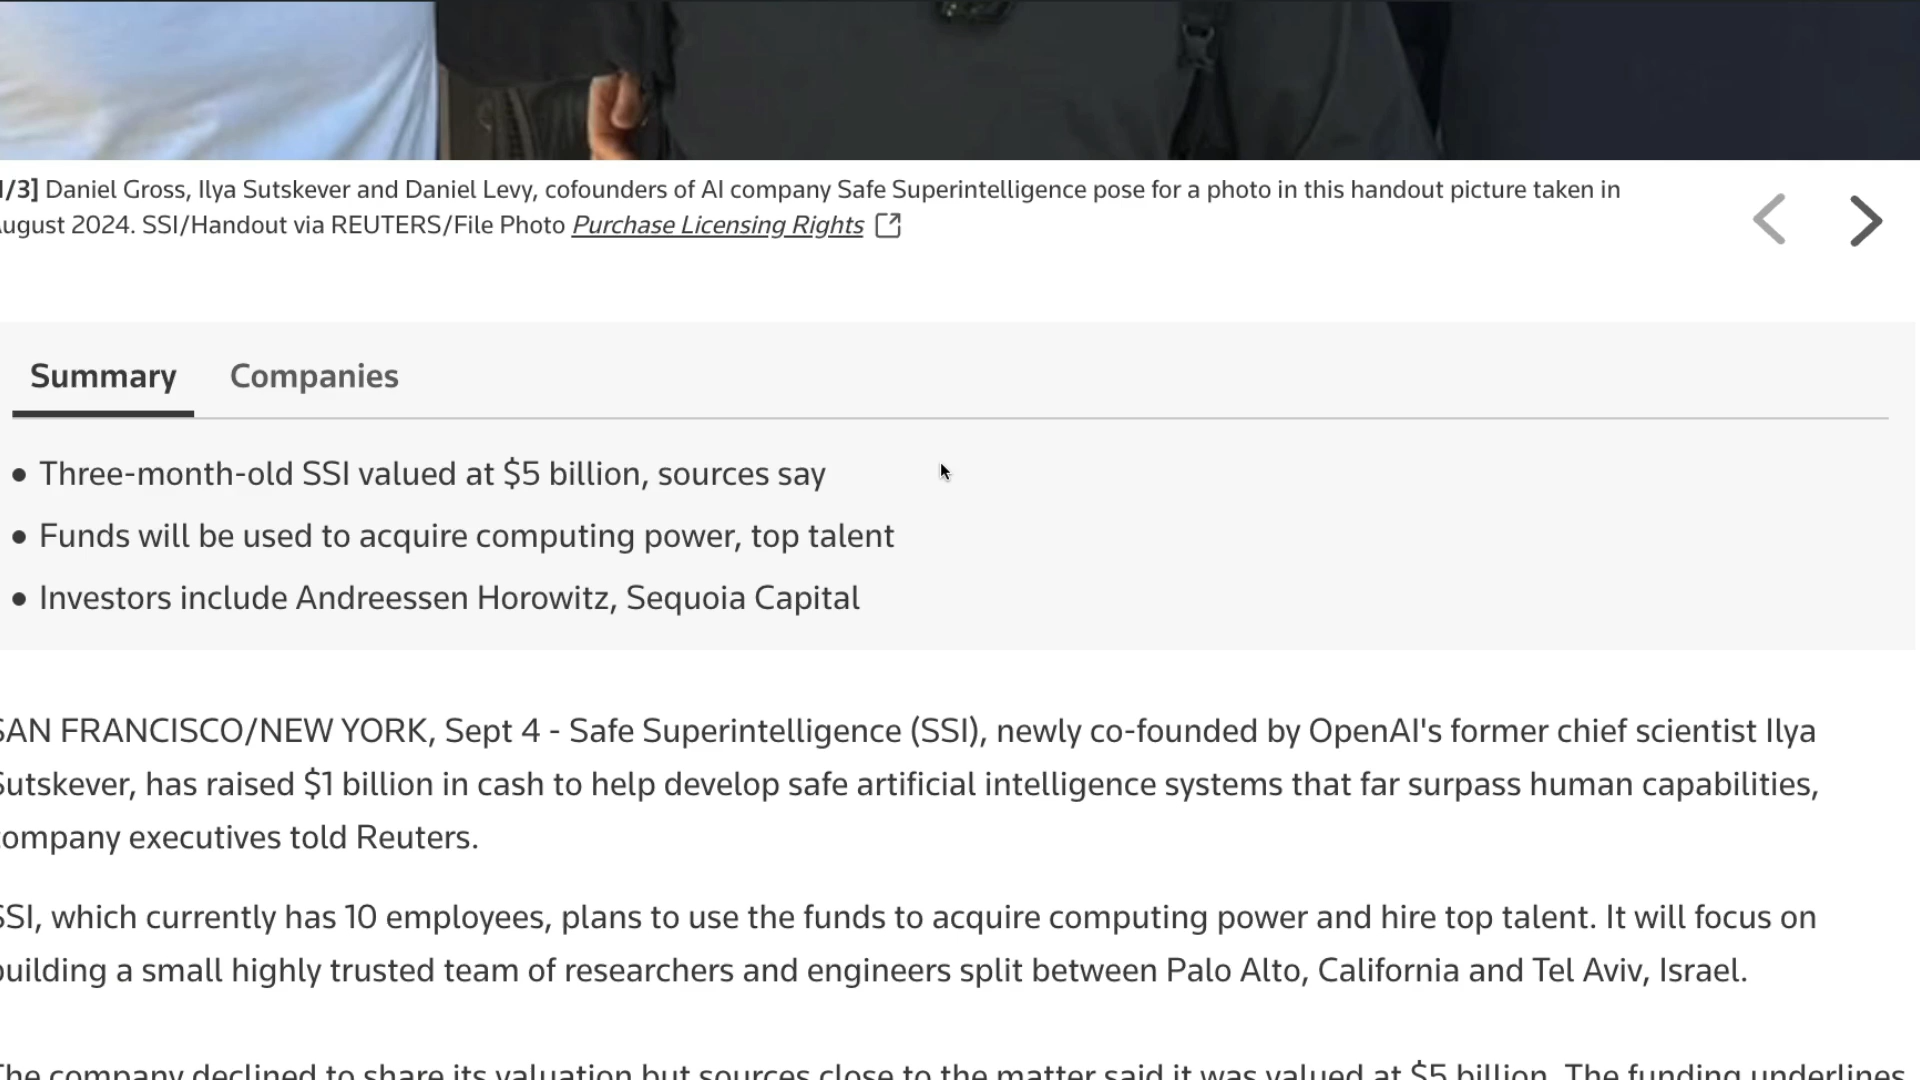 /3] Daniel Gross, Ilya Sutskever and Daniel Levy, cofounders of AI company Safe Superintelligence pose for a photo in this handout picture taken in
ugust 2024. SSI/Handout via REUTERS/File Photo Purchase Licensing Rights
Summary Companies
• Three-month-old SSI valued at $5 billion, sources say
• Funds will be used to acquire computing power, top talent
• Investors include Andreessen Horowitz, Sequoia Capital
SAN FRANCISCO/NEW YORK, Sept 4 - Safe Superintelligence (SSI), newly co-founded by OpenAI's former chief scientist Ilya
Sutskever, has raised $1 billion in cash to help develop safe artificial intelligence systems that far surpass human capabilities,
company executives told Reuters.
SSI, which currently has 10 employees, plans to use the funds to acquire computing power and hire top talent. It will focus on
building a small highly trusted team of researchers and engineers split between Palo Alto, California and Tel Aviv, Israel.
The company declined to share its valuation but sources close to the matter said it was valued at $5 billion. The funding underlines